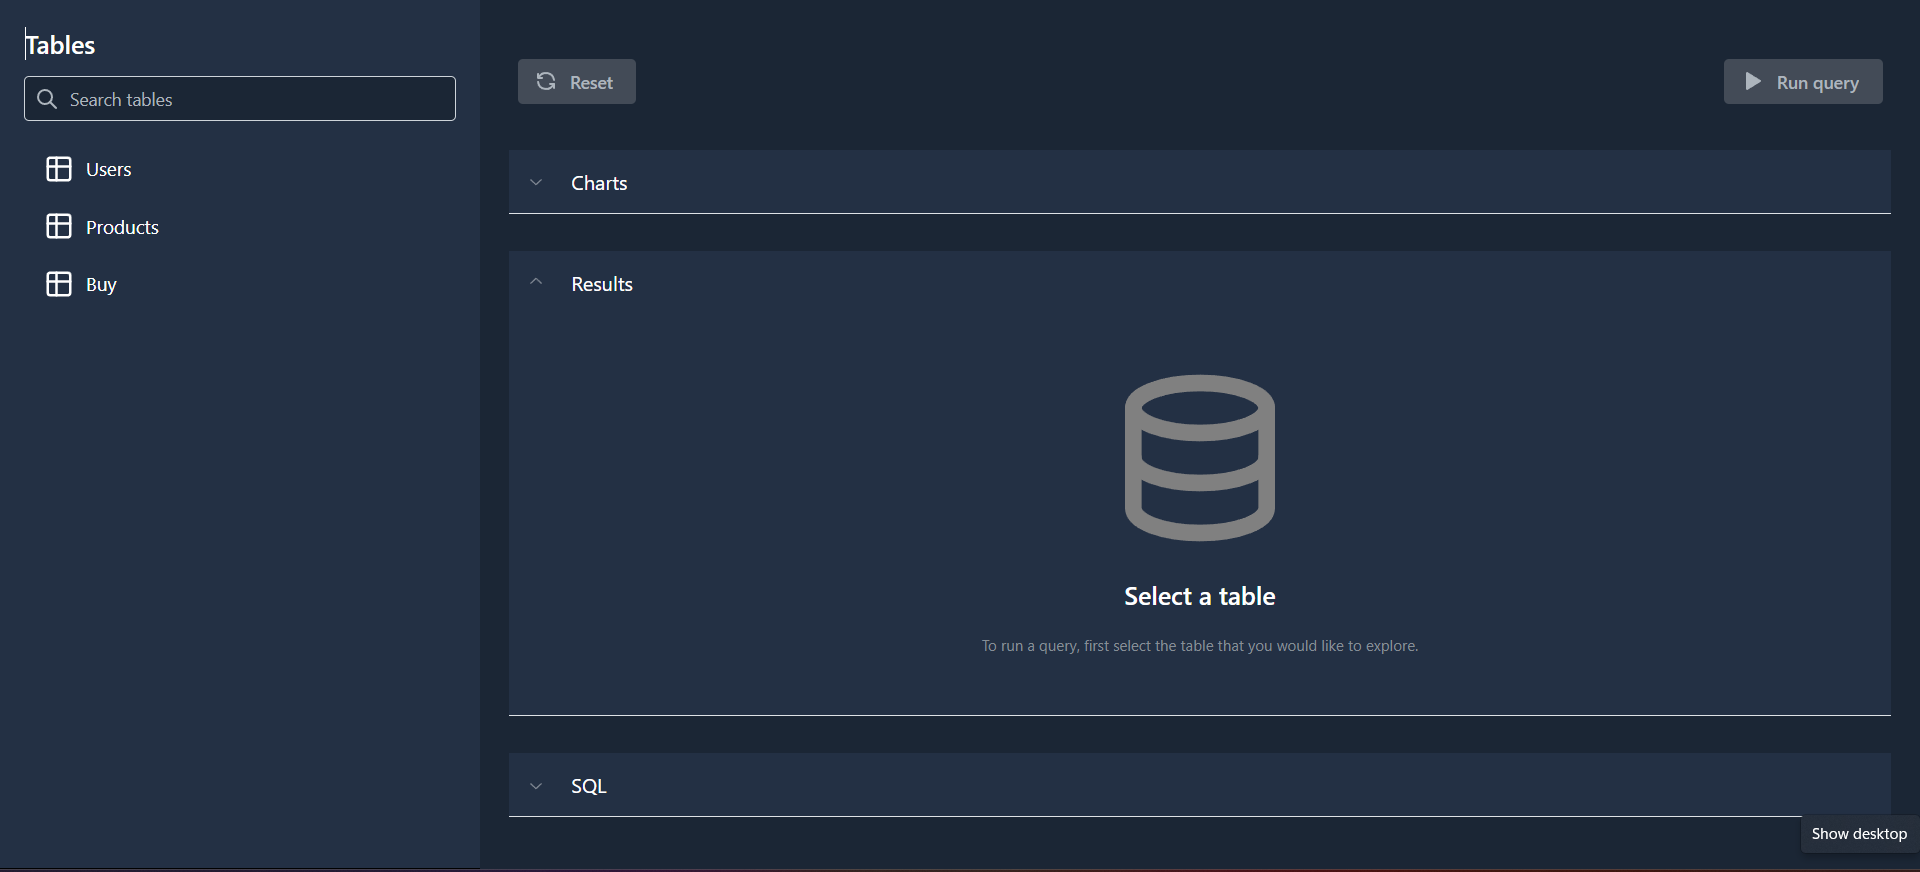 Tables
Search tables
Users
Products
Buy
Reset
Run query
Charts
Results
Select a table
To run a query, first select the table that you would like to explore.
SQL
Show desktop